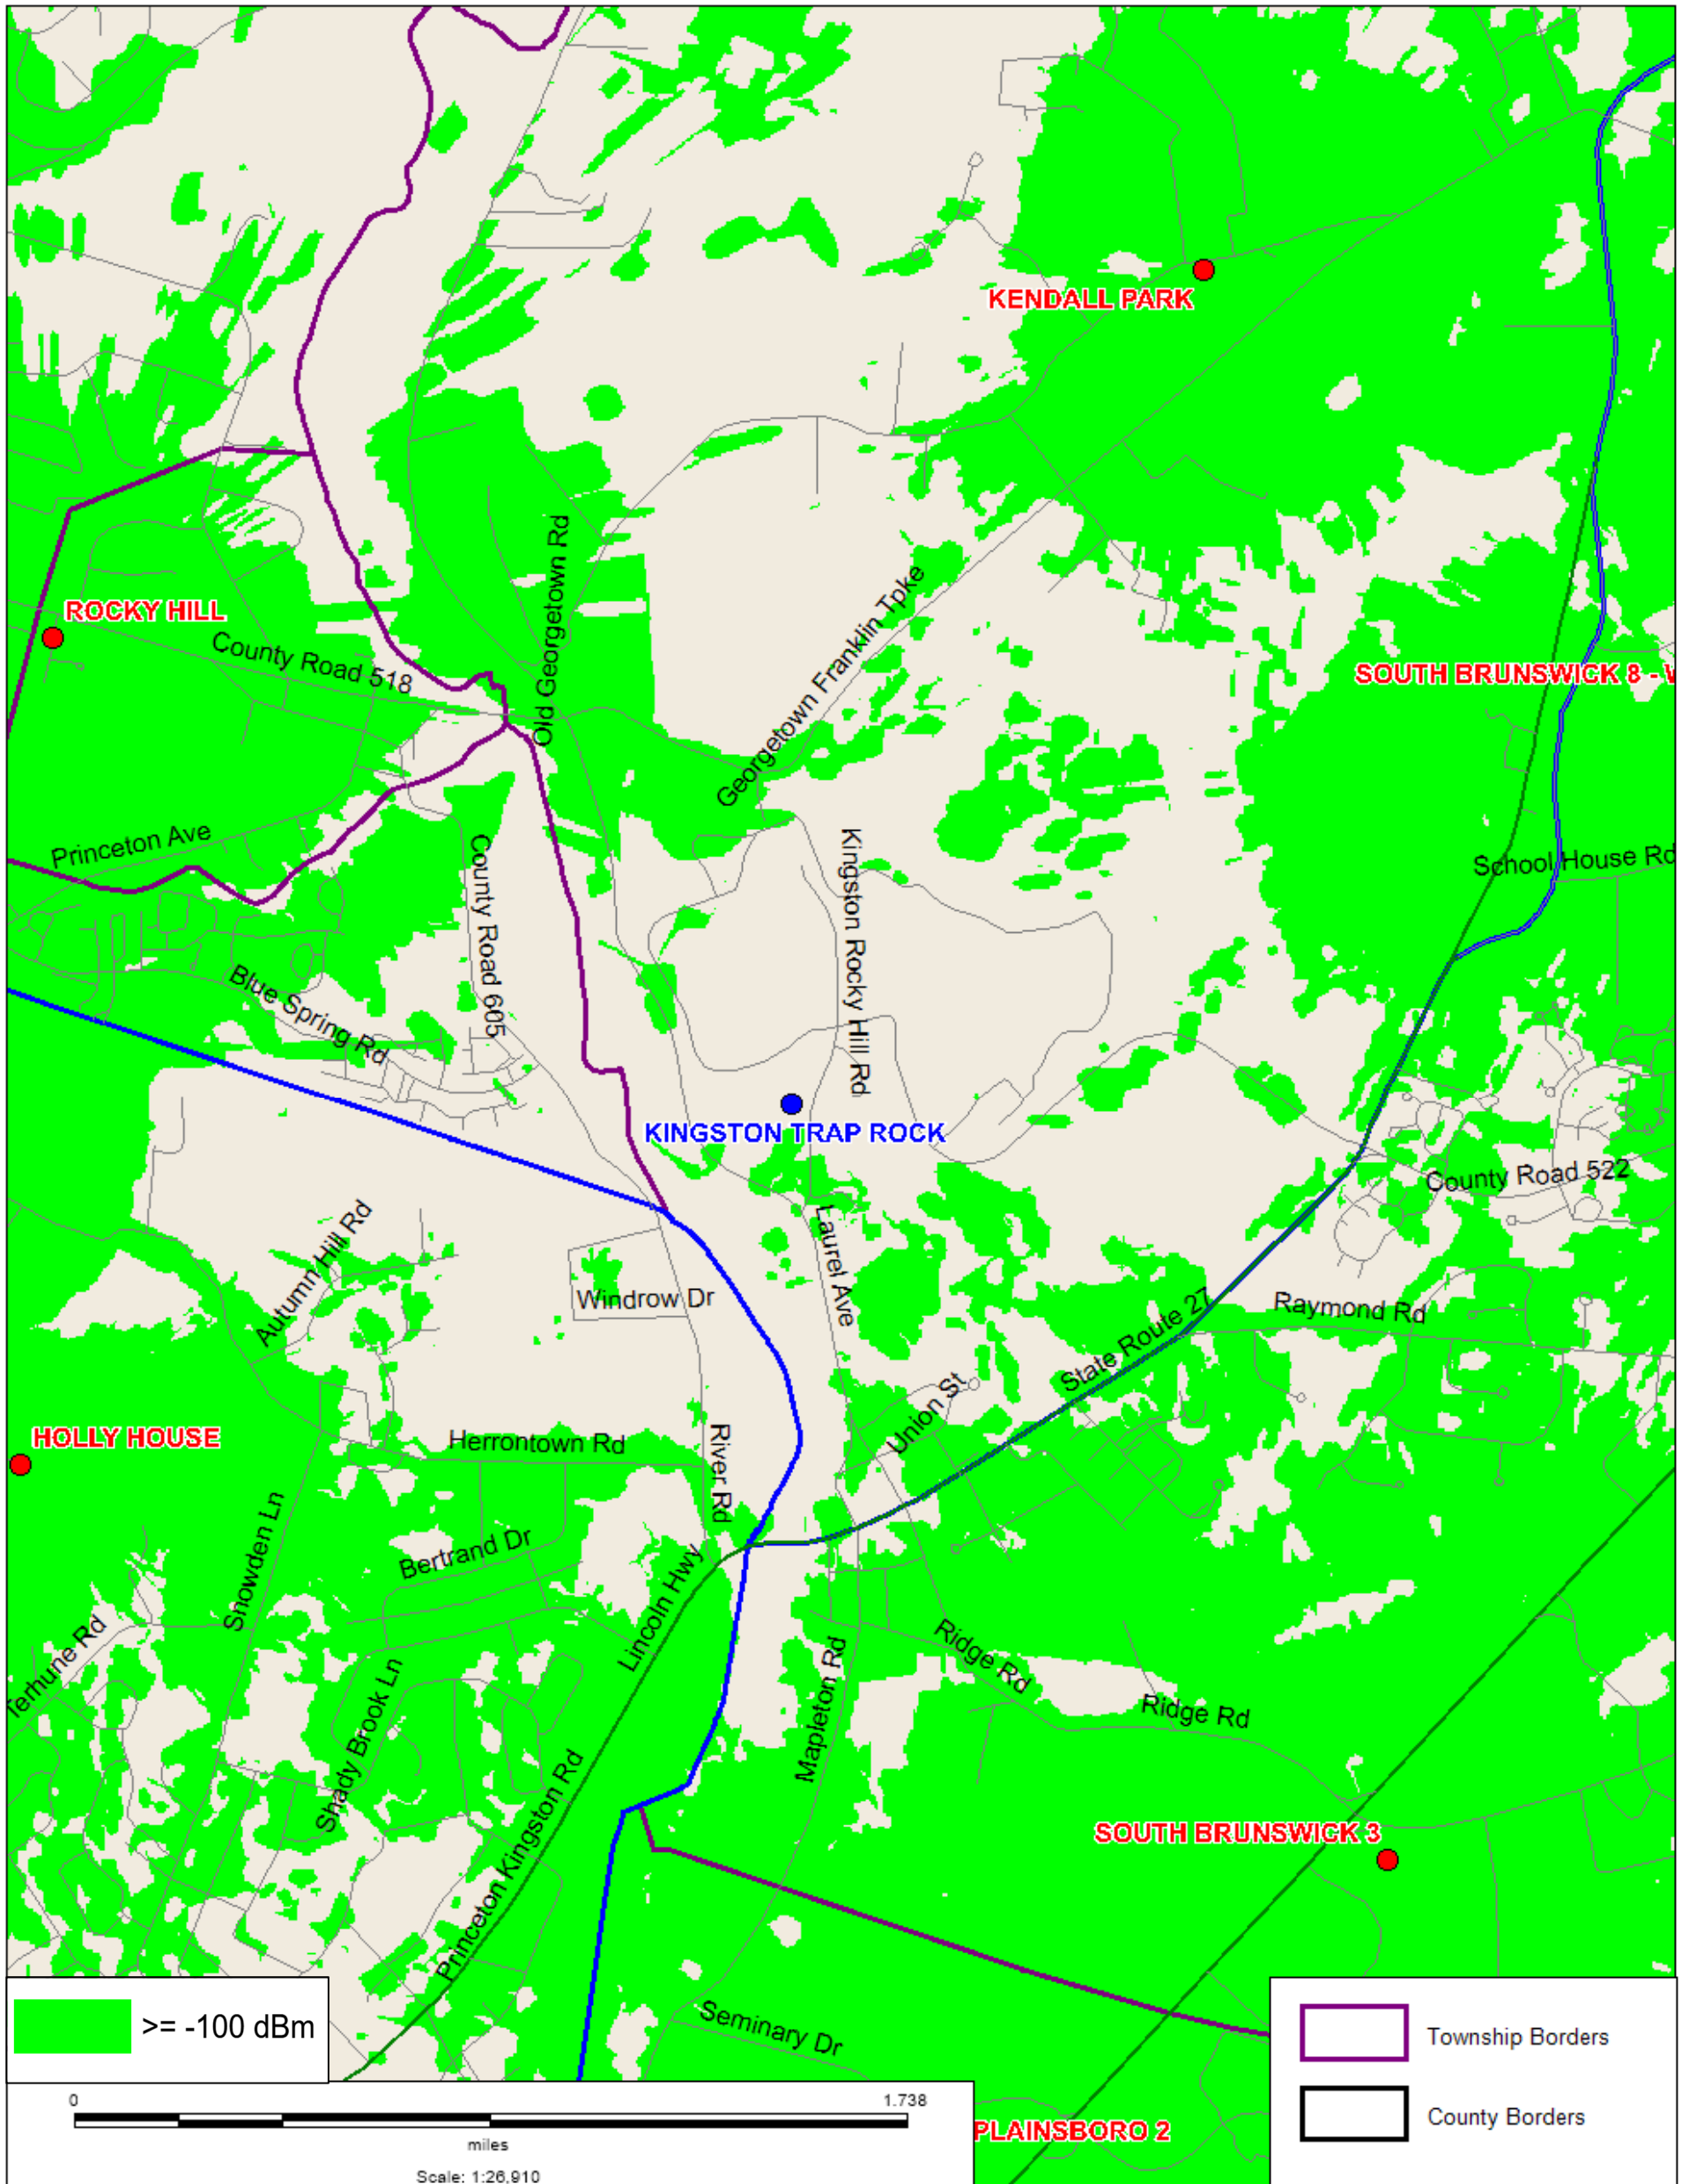 KENDALL PARK
Old Georgetown Rd
Georgetown Franklin Tpke
ROCKY HILL
County Road 518
SOUTH BRUNSWICK 8 -
Princeton Ave
County Road 605
Kingston Rocky Hill Rd
School House Rd
Blue Spring Rd
KINGSTON TRAP ROCK
County Road 522
Autumn Hill Rd
Laurel Ave
Windrow Dr
State Route 27
Raymond Rd
Union St
HOLLY HOUSE
Herrontown Rd
River Rd
Snowden Ln
Bertrand Dr
Lincoln Hwy
Terhune Rd
Shady Brook Ln
Mapleton Rd
Ridge Rd
Ridge Rd
Princeton Kingston Rd
SOUTH BRUNSWICK 3
Seminary Dr
>= -100 dBm
Township Borders
County Borders
0 1.738
miles
Scale: 1:26,910
PLAINSBORO 2